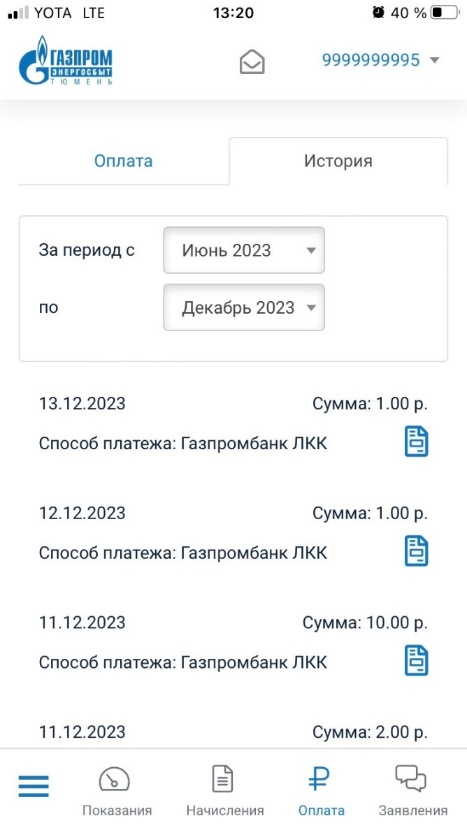 YOTA LTE 13:20 40 %
ГАЗПРОМ
ЭНЕРГОСБЫТ
ТЮМЕНЬ
9999999995
Оплата История
За период с Июнь 2023
по Декабрь 2023
13.12.2023 Сумма: 1.00 р.
Способ платежа: Газпромбанк ЛКК
12.12.2023 Сумма: 1.00 р.
Способ платежа: Газпромбанк ЛКК
11.12.2023 Сумма: 10.00 р.
Способ платежа: Газпромбанк ЛКК
11.12.2023 Сумма: 2.00 р.
Показания Начисления Оплата Заявления